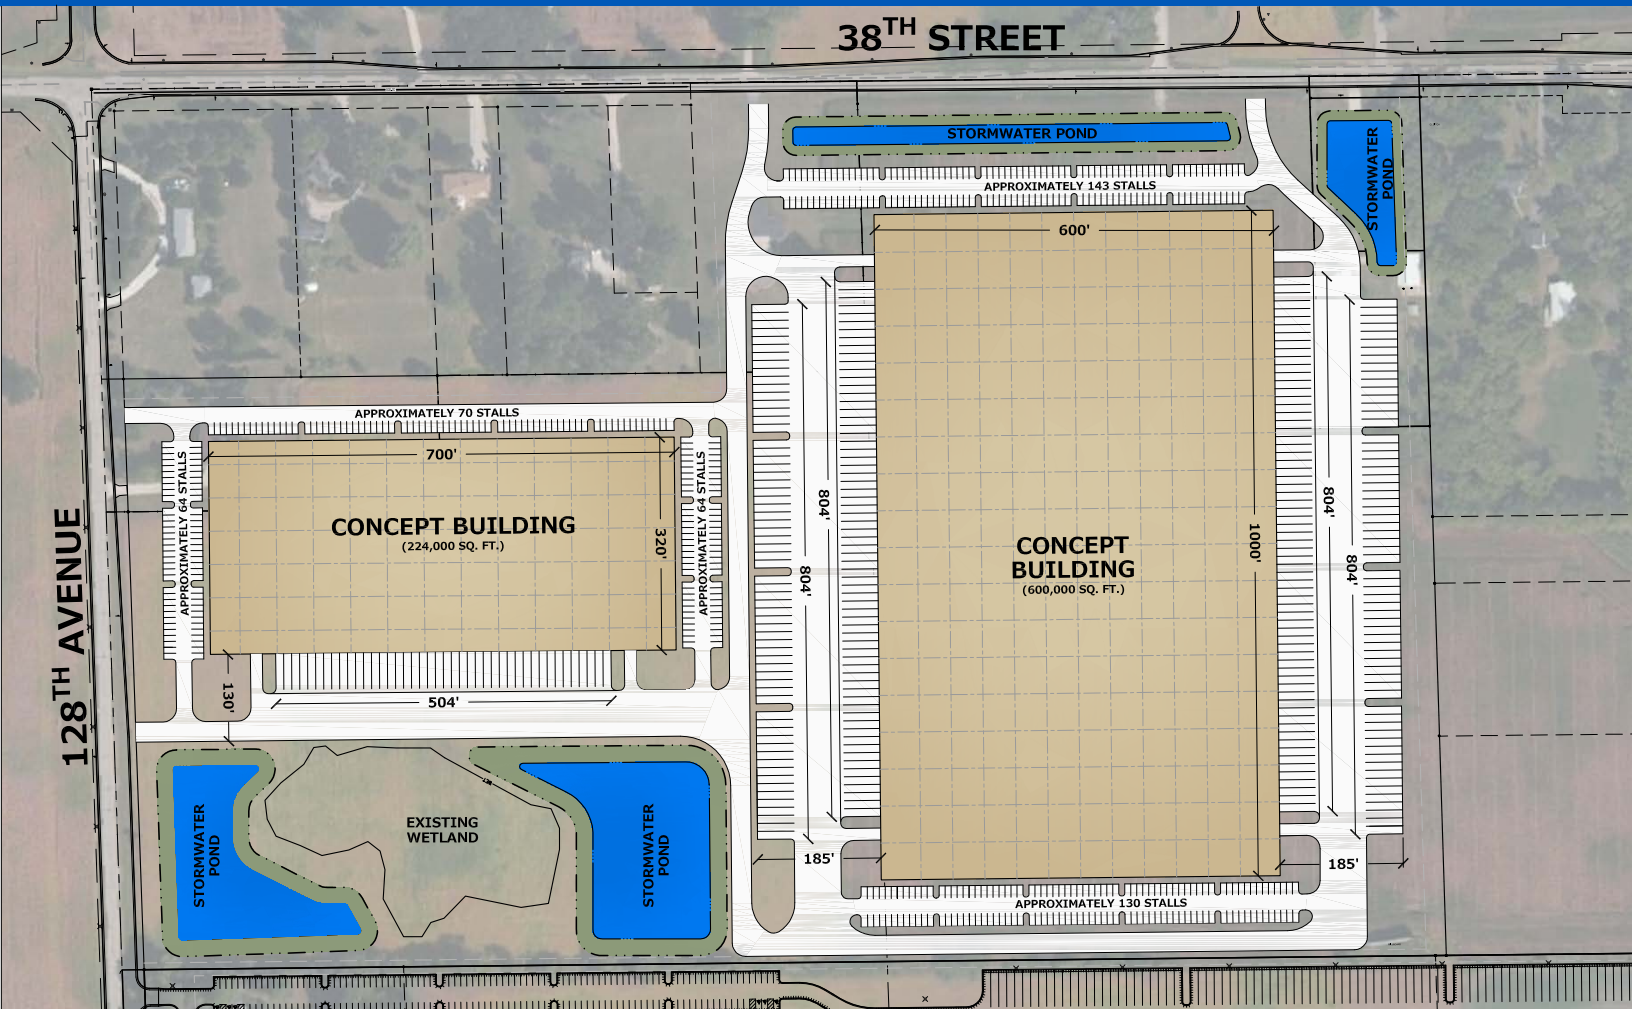 38TH STREET
STORMWATER POND
STORMWATER
POND
APPROXIMATELY 143 STALLS
600'
APPROXIMATELY 70 STALLS
700'
APPROXIMATELY 64 STALLS
CONCEPT BUILDING
(224,000 SQ. FT.)
320'
APPROXIMATELY 64 STALLS
804'
804'
CONCEPT
BUILDING
(600,000 SQ. FT.)
1000'
804'
804'
128TH AVENUE
130'
504'
STORMWATER
POND
EXISTING
WETLAND
STORMWATER
POND
185'
185'
APPROXIMATELY 130 STALLS